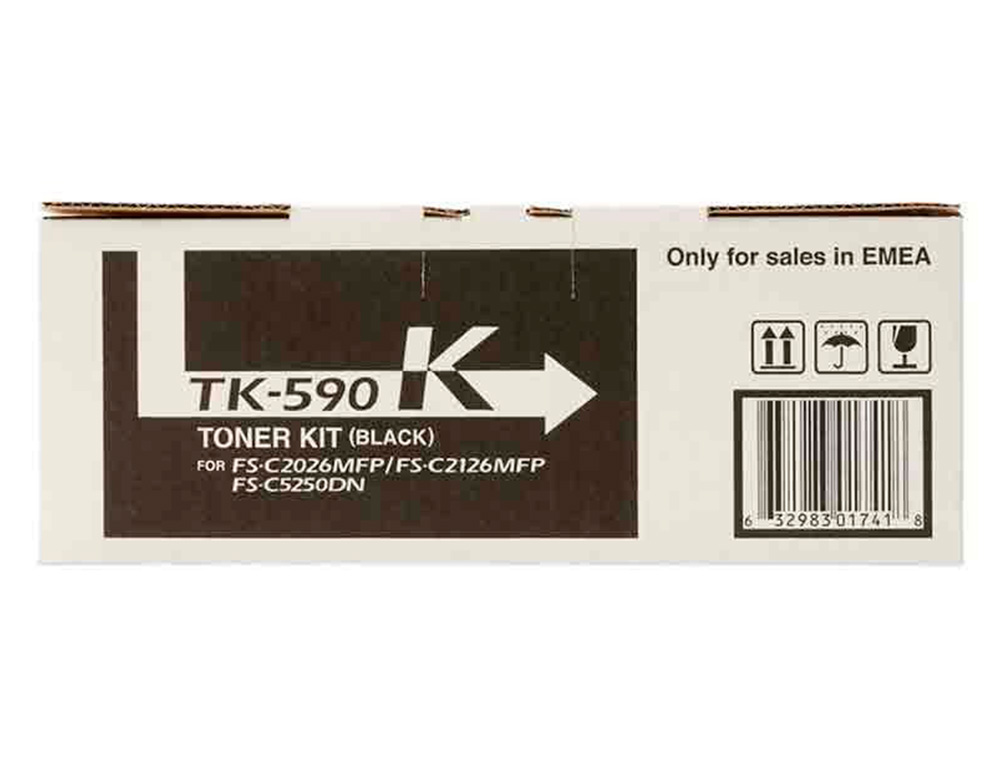 Only for sales in EMEA
K
TK-590
TONER KIT (BLACK)
FOR FS-C2026MFP/FS-C2126MFP
FS-C5250DN
6 32983 01741 8